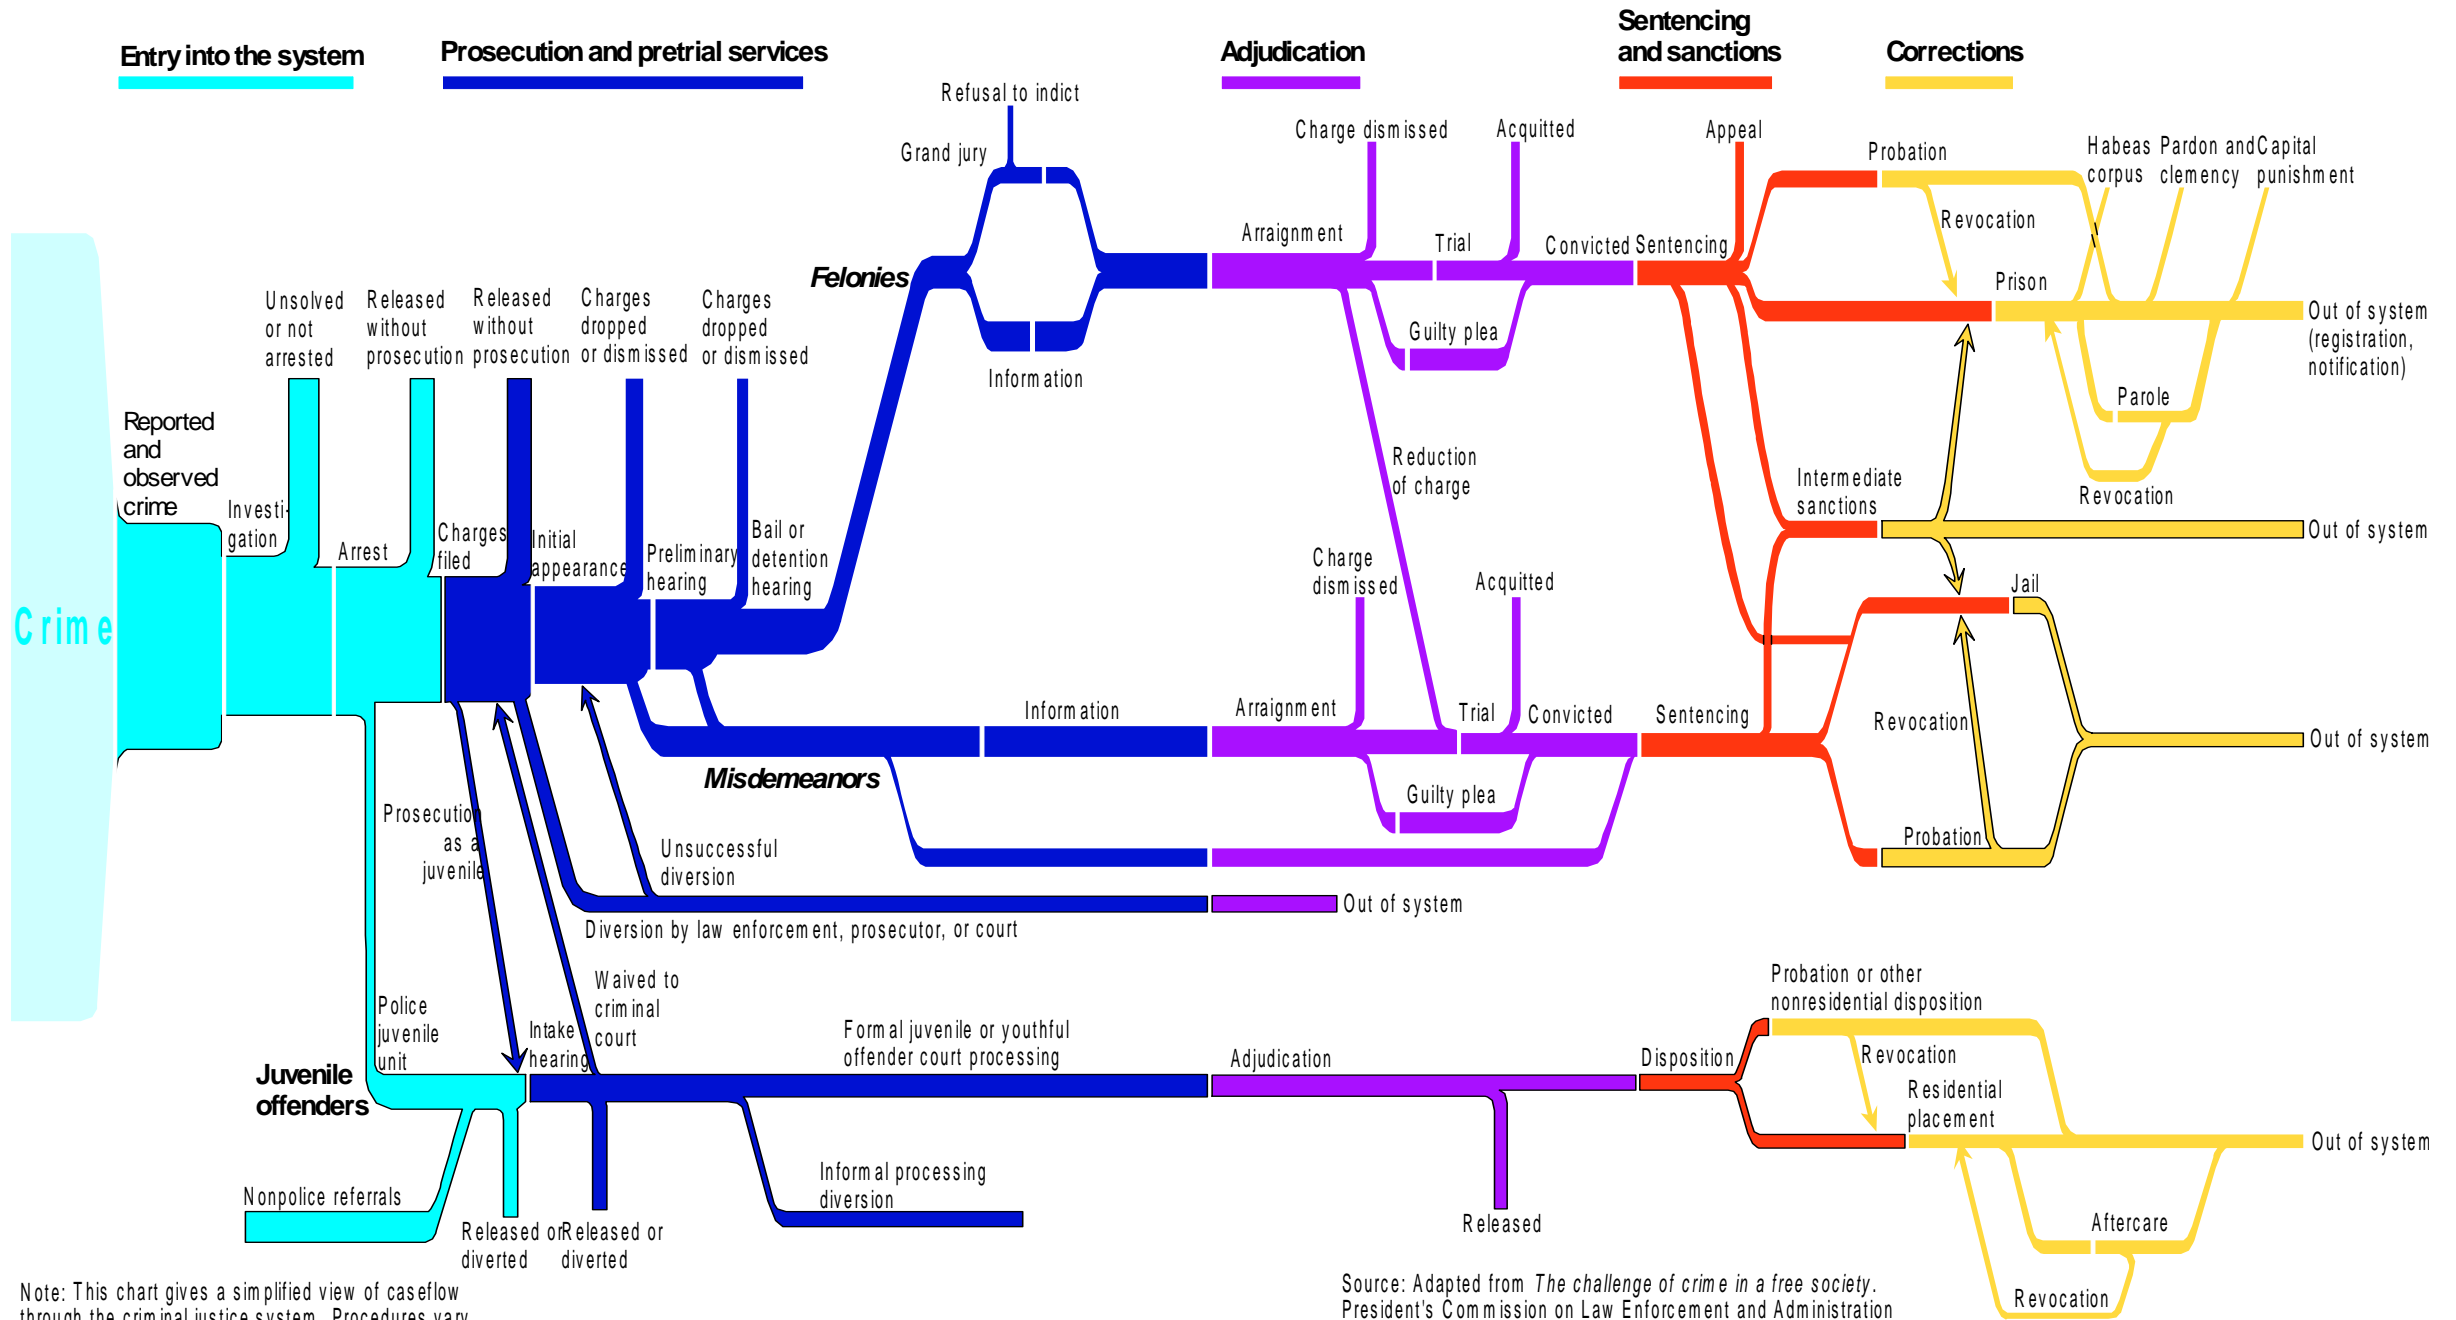 Entry into the system
Prosecution and pretrial services
Adjudication
Sentencing
and sanctions
Corrections
Refusal to indict
Grand jury
Charge dismissed
Acquitted
Appeal
Probation
Habeas
corpus
Pardon and
clemency
Capital
punishment
Revocation
Arraignment
Trial
Convicted
Sentencing
Felonies
Prison
Unsolved
or not
arrested
Released
without
prosecution
Released
without
prosecution
Charges
dropped
or dismissed
Charges
dropped
or dismissed
Out of system
(registration,
notification)
Guilty plea
Information
Parole
Reported
and
observed
crime
Reduction
of charge
Intermediate
sanctions
Revocation
Investi-
gation
Arrest
Charges
filed
Initial
appearance
Preliminary
hearing
Bail or
detention
hearing
Out of system
Charge
dismissed
Acquitted
Jail
Crime
Information
Arraignment
Trial
Convicted
Sentencing
Revocation
Out of system
Misdemeanors
Guilty plea
Probation
Prosecution
as a
juvenile
Unsuccessful
diversion
Out of system
Diversion by law enforcement, prosecutor, or court
Waived to
criminal
court
Probation or other
nonresidential disposition
Police
juvenile
unit
Intake
hearing
Formal juvenile or youthful
offender court processing
Adjudication
Disposition
Revocation
Juvenile
offenders
Residential
placement
Out of system
Nonpolice referrals
Informal processing
diversion
Released or
diverted
Released or
diverted
Released
Aftercare
Revocation
Note: This chart gives a simplified view of caseflow
through the criminal justice system. Procedures vary
Source: Adapted from The challenge of crime in a free society.
President's Commission on Law Enforcement and Administration